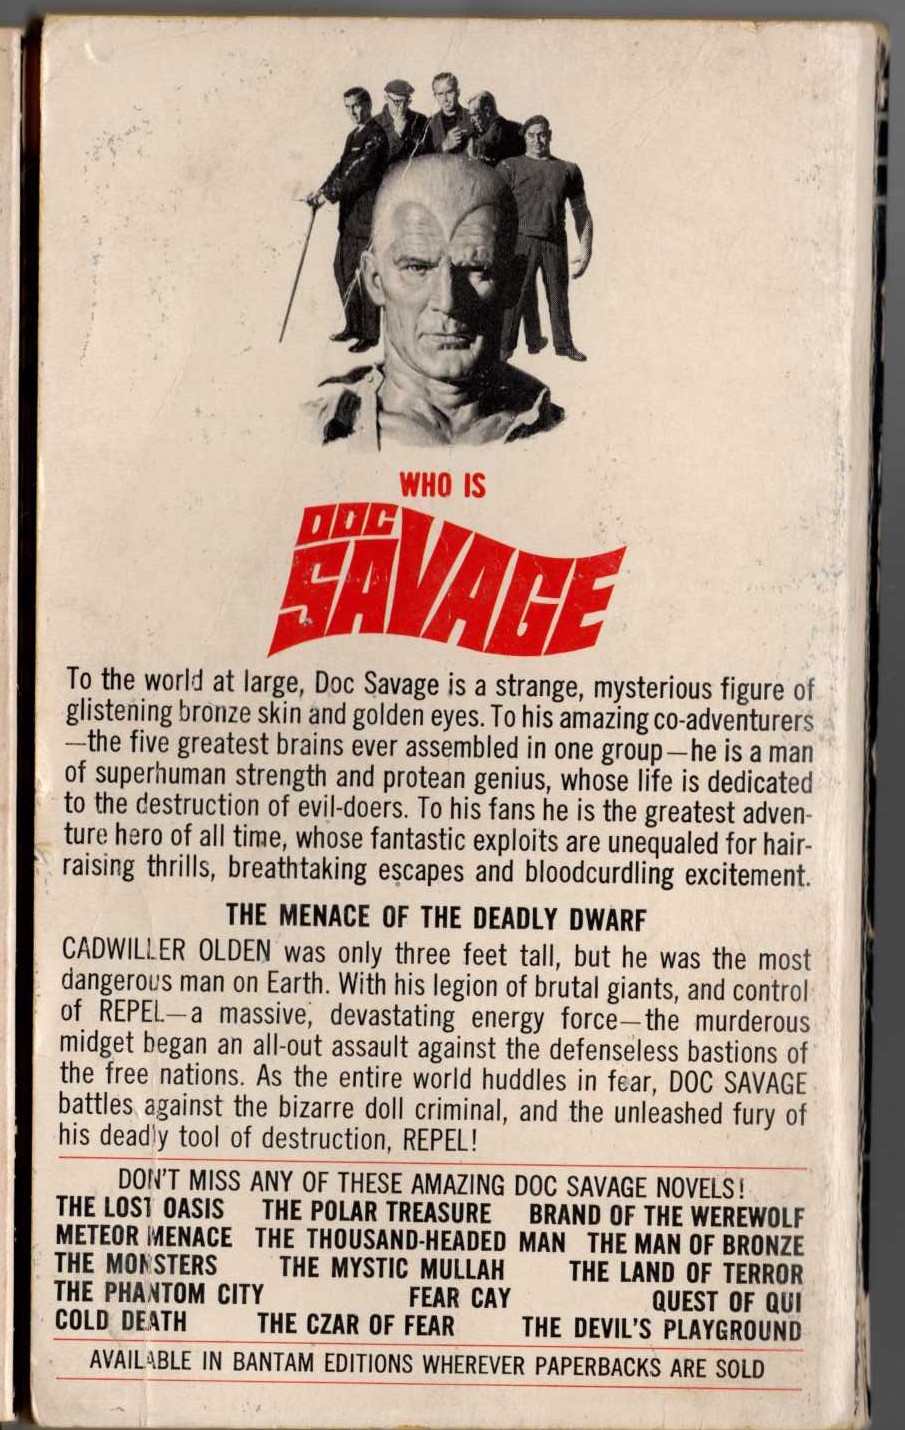 WHO IS
DOC
SAVAGE
To the world at large, Doc Savage is a strange, mysterious figure of
glistening bronze skin and golden eyes. To his amazing co-adventurers
—the five greatest brains ever assembled in one group—he is a man
of superhuman strength and protean genius, whose life is dedicated
to the destruction of evil-doers. To his fans he is the greatest adven-
ture hero of all time, whose fantastic exploits are unequaled for hair-
raising thrills, breathtaking escapes and bloodcurdling excitement.
THE MENACE OF THE DEADLY DWARF
CADWILLER OLDEN was only three feet tall, but he was the most
dangerous man on Earth. With his legion of brutal giants, and control
of REPEL—a massive, devastating energy force—the murderous
midget began an all-out assault against the defenseless bastions of
the free nations. As the entire world huddles in fear, DOC SAVAGE
battles against the bizarre doll criminal, and the unleashed fury of
his deadly tool of destruction, REPEL!
DON'T MISS ANY OF THESE AMAZING DOC SAVAGE NOVELS!
THE LOST OASIS THE POLAR TREASURE BRAND OF THE WEREWOLF
METEOR MENACE THE THOUSAND-HEADED MAN THE MAN OF BRONZE
THE MONSTERS THE MYSTIC MULLAH THE LAND OF TERROR
THE PHANTOM CITY FEAR CAY QUEST OF QUI
COLD DEATH THE CZAR OF FEAR THE DEVIL'S PLAYGROUND
AVAILABLE IN BANTAM EDITIONS WHEREVER PAPERBACKS ARE SOLD